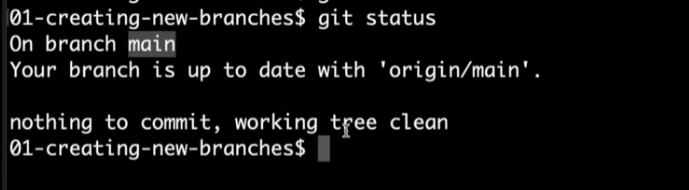 01-creating-new-branches$ git status
On branch main
Your branch is up to date with 'origin/main'.
nothing to commit, working tree clean
01-creating-new-branches$